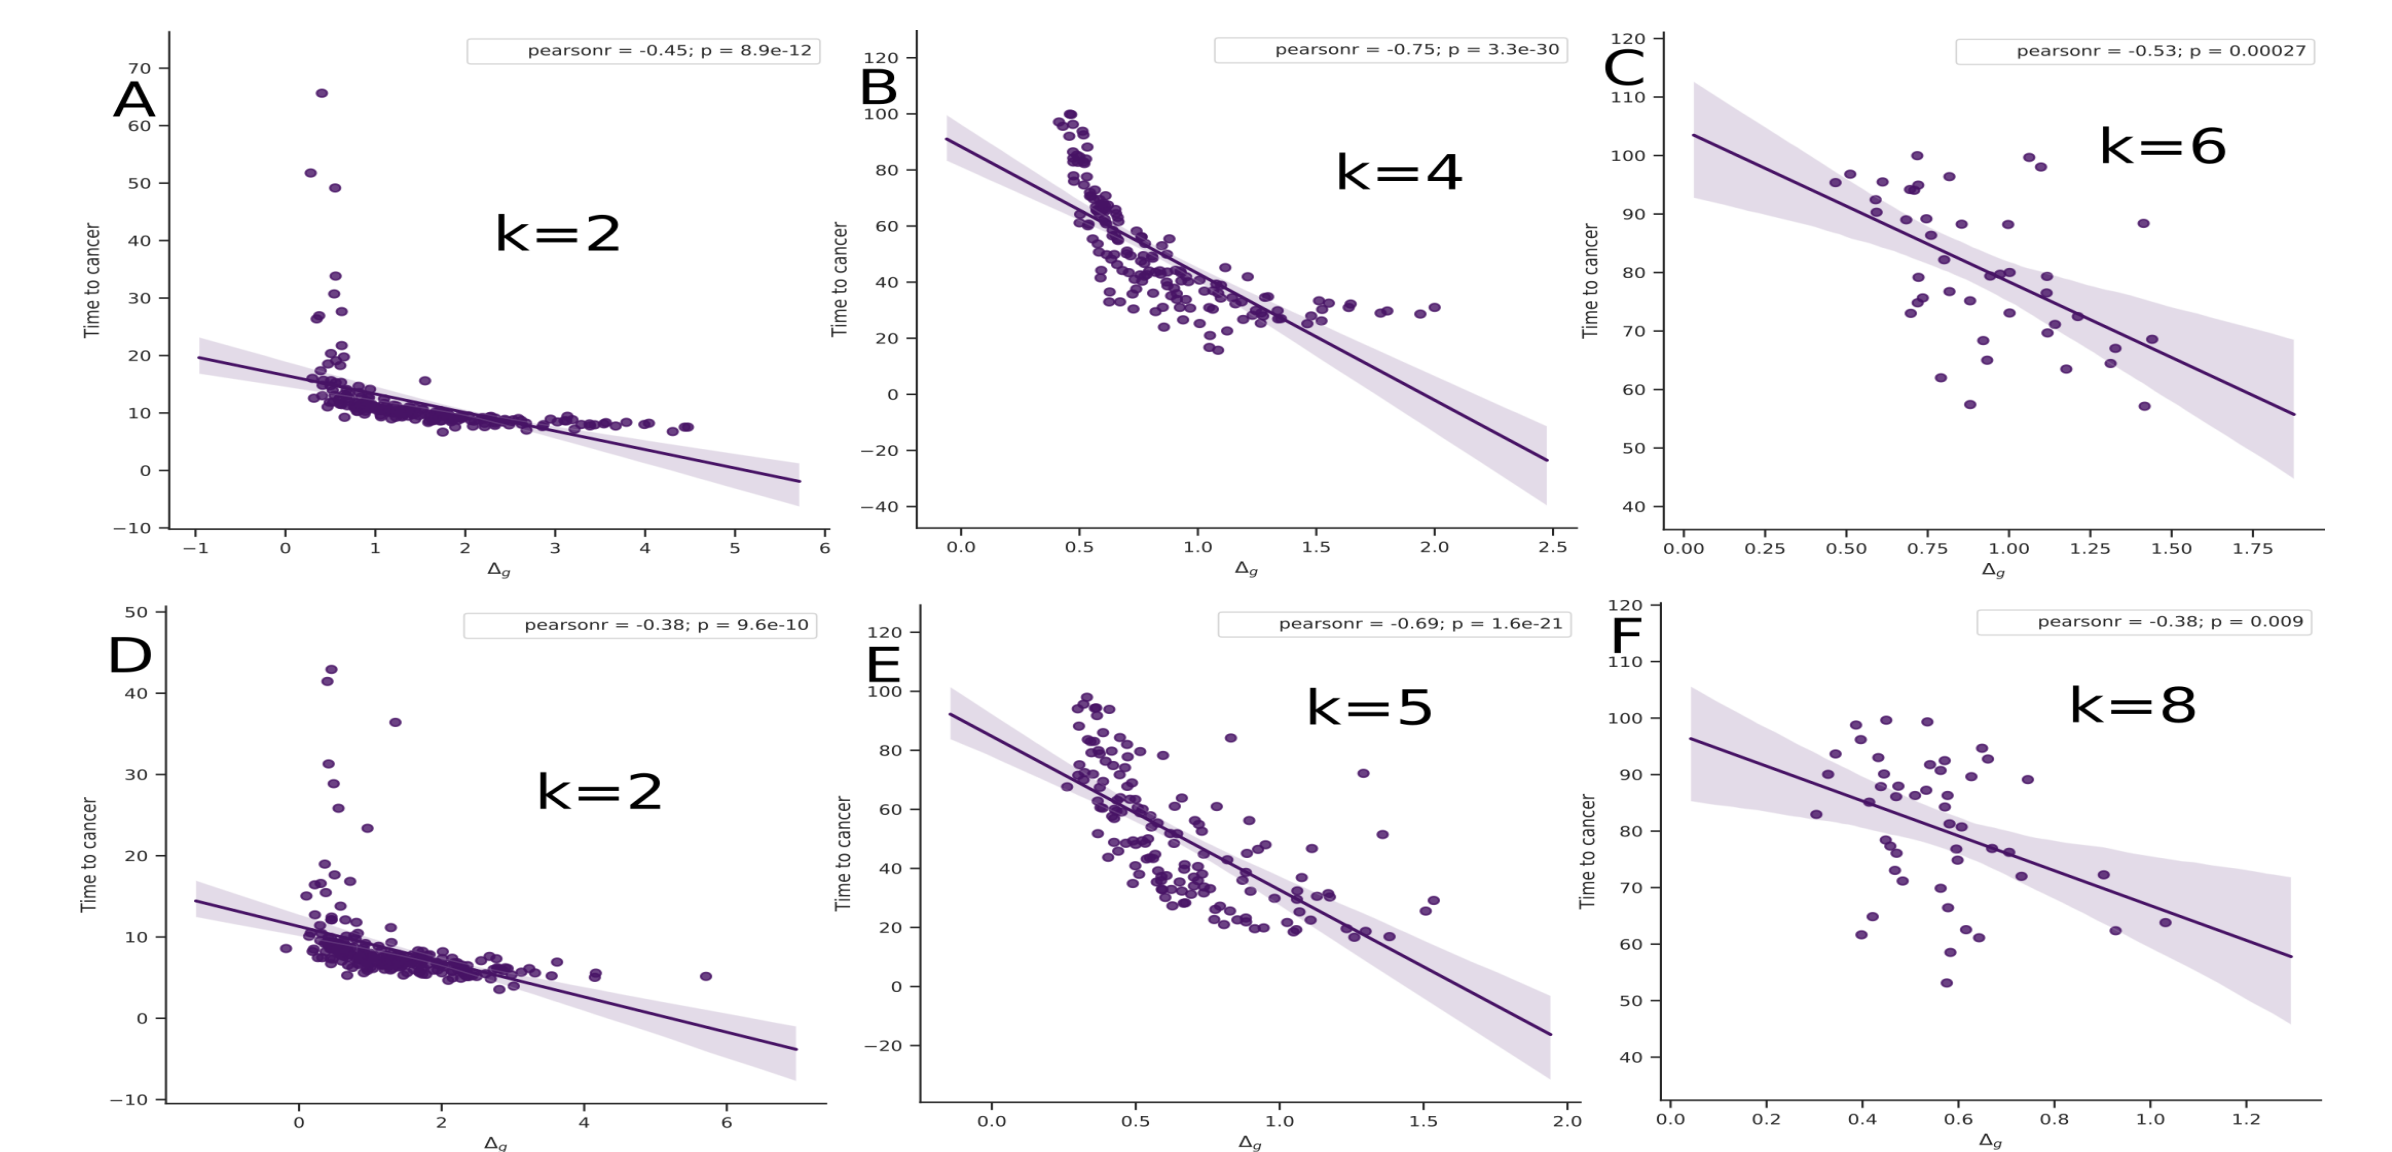 pearsonr = -0.45; p = 8.9e-12
A
k=2
70
60
50
40
30
20
10
0
−10
Time to cancer
−1 0 1 2 3 4 5 6
Δg
pearsonr = -0.75; p = 3.3e-30
B
k=4
120
100
80
60
40
20
0
−20
−40
Time to cancer
0.0 0.5 1.0 1.5 2.0 2.5
Δg
pearsonr = -0.53; p = 0.00027
C
k=6
120
110
100
90
80
70
60
50
40
Time to cancer
0.00 0.25 0.50 0.75 1.00 1.25 1.50 1.75
Δg
pearsonr = -0.38; p = 9.6e-10
D
k=2
50
40
30
20
10
0
−10
Time to cancer
0 2 4 6
Δg
pearsonr = -0.69; p = 1.6e-21
E
k=5
120
100
80
60
40
20
0
−20
Time to cancer
0.0 0.5 1.0 1.5 2.0
Δg
pearsonr = -0.38; p = 0.009
F
k=8
120
110
100
90
80
70
60
50
40
Time to cancer
0.0 0.2 0.4 0.6 0.8 1.0 1.2
Δg